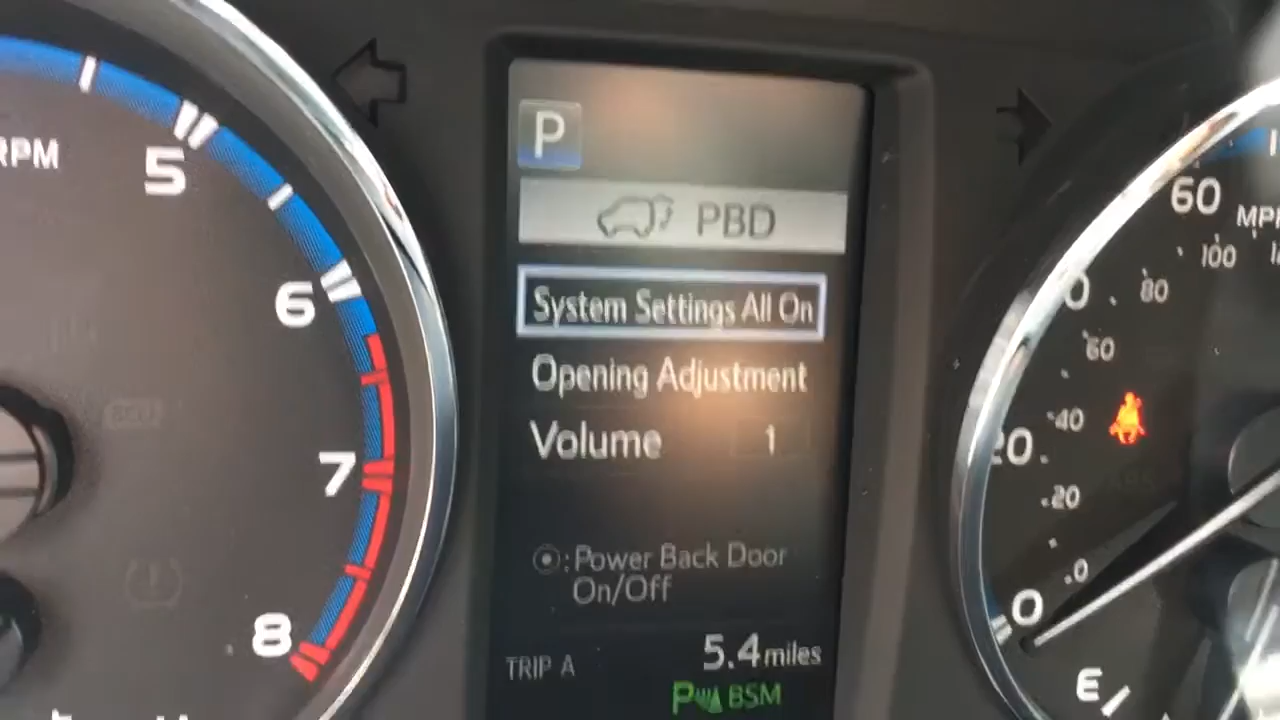 RPM
5
6
7
8
P
PBD
System Settings All On
Opening Adjustment
Volume 1
: Power Back Door
On/Off
TRIP A 5.4 miles
P BSM
60
100
80
60
40
20
20
0
0
E